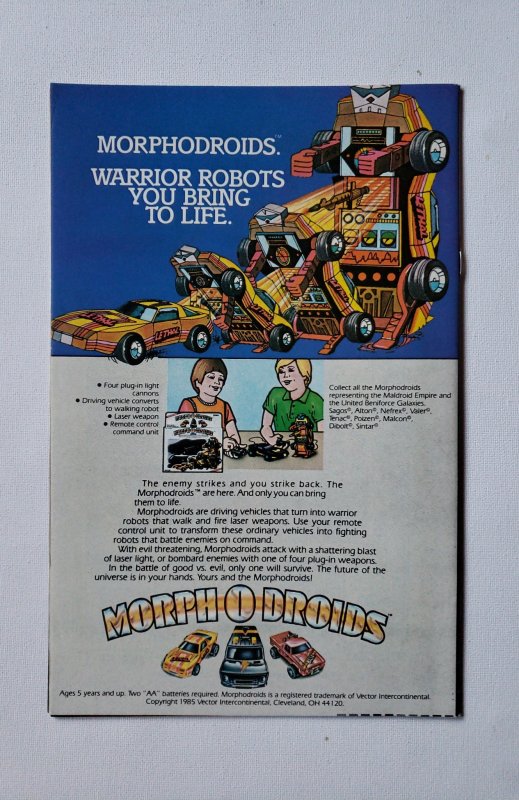 MORPHODROIDS.™
WARRIOR ROBOTS
YOU BRING
TO LIFE.
LETHAL
LETHAL
• Four plug-in light
cannons
• Driving vehicle converts
to walking robot
• Laser weapon
• Remote control
command unit
Collect all the Morphodroids
representing the Maldroid Empire and
the United Beniforce Galaxies.
Sagos®, Alton®, Nefrex®, Valer®,
Tenac®, Poizen®, Malcon®,
Dibolt®, Sintar®
The enemy strikes and you strike back. The
Morphodroids™ are here. And only you can bring
them to life.
Morphodroids are driving vehicles that turn into warrior
robots that walk and fire laser weapons. Use your remote
control unit to transform these ordinary vehicles into fighting
robots that battle enemies on command.
With evil threatening, Morphodroids attack with a shattering blast
of laser light, or bombard enemies with one of four plug-in weapons.
In the battle of good vs. evil, only one will survive. The future of the
universe is in your hands. Yours and the Morphodroids!
MORPH O DROIDS™
Ages 5 years and up. Two "AA" batteries required. Morphodroids is a registered trademark of Vector Intercontinental.
Copyright 1985 Vector Intercontinental, Cleveland, OH 44120.